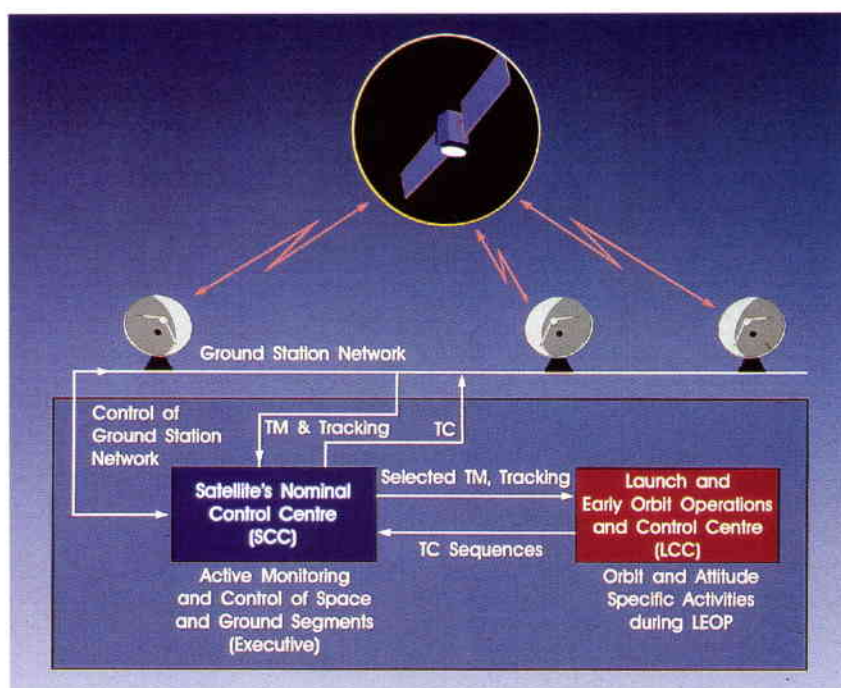 Ground Station Network
Control of
Ground Station
Network
TM & Tracking
TC
Satellite's Nominal
Control Centre
(SCC)
Selected TM, Tracking
TC Sequences
Launch and
Early Orbit Operations
and Control Centre
(LCC)
Active Monitoring
and Control of Space
and Ground Segments
(Executive)
Orbit and Attitude
Specific Activities
during LEOP